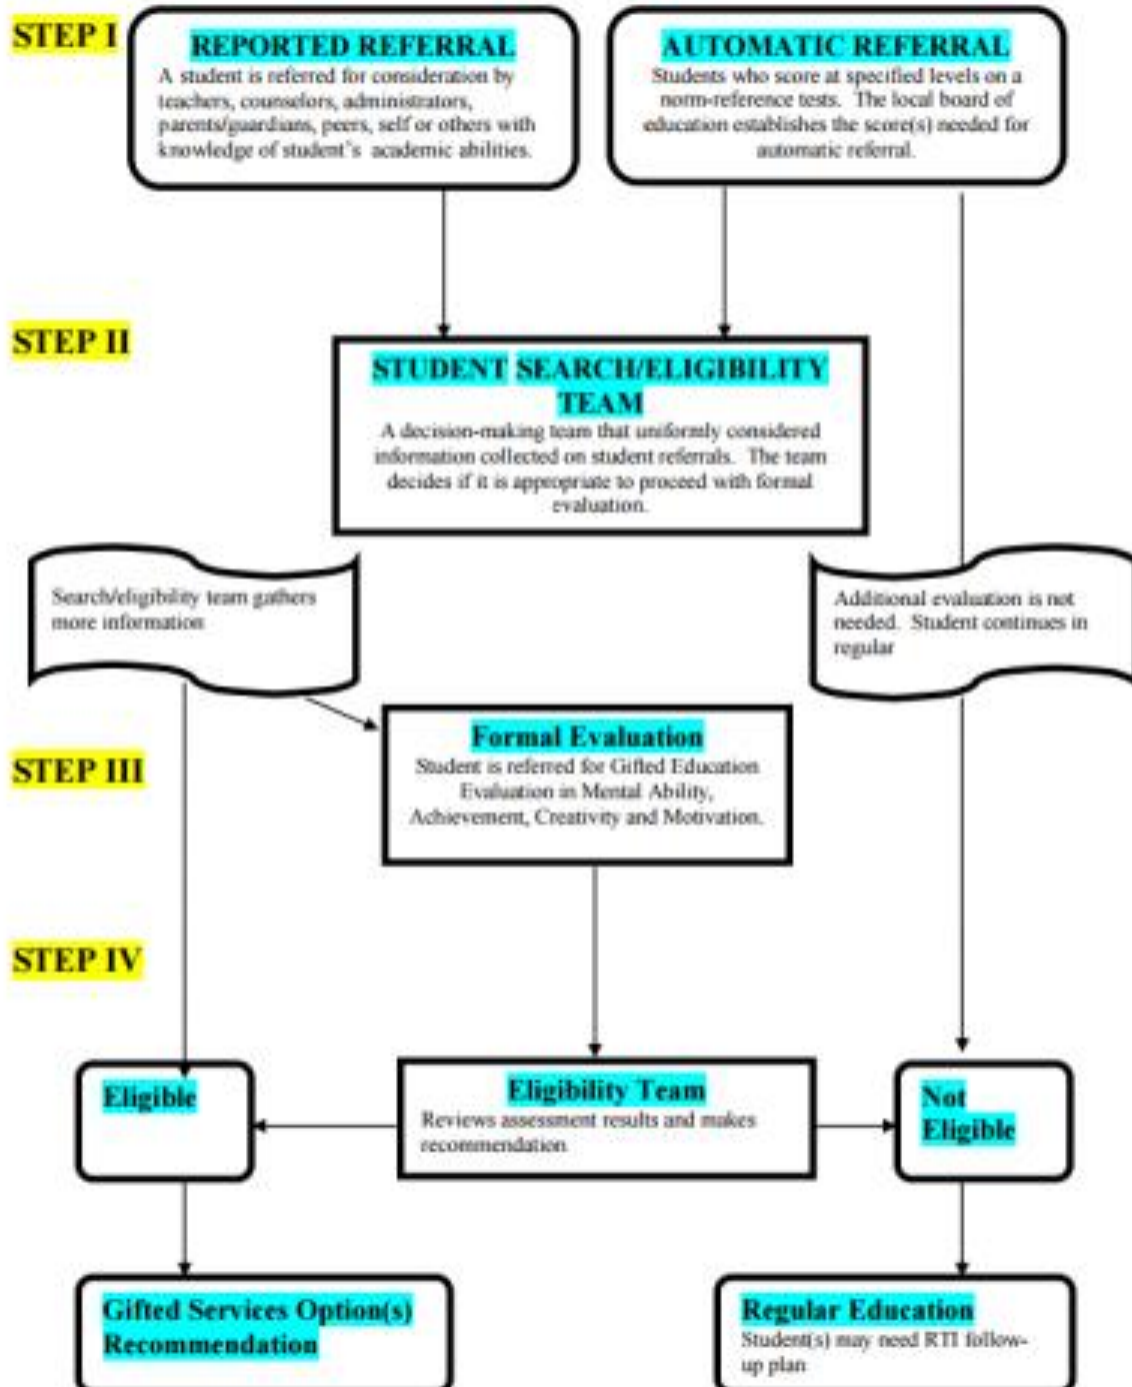 STEP I
REPORTED REFERRAL
A student is referred for consideration by
teachers, counselors, administrators,
parents/guardian, peers, self or others with
knowledge of student's academic abilities.
AUTOMATIC REFERRAL
Students who score at specified levels on a
norm-reference tests. The local board of
education establishes the score(s) needed for
automatic referral.
STEP II
STUDENT SEARCH/ELIGIBILITY
TEAM
A decision-making team that uniformly considered
information collected on student referrals. The team
decides if it is appropriate to proceed with formal
evaluation.
Search/eligibility team gathers
more information
Additional evaluation is not
needed. Student continues in
regular
STEP III
Formal Evaluation
Student is referred for Gifted Education
Evaluation in Mental Ability,
Achievement, Creativity and Motivation.
STEP IV
Eligible
Eligibility Team
Reviews assessment results and makes
recommendation
Not
Eligible
Gifted Services Option(s)
Recommendation
Regular Education
Student(s) may need RTI follow-
up plan